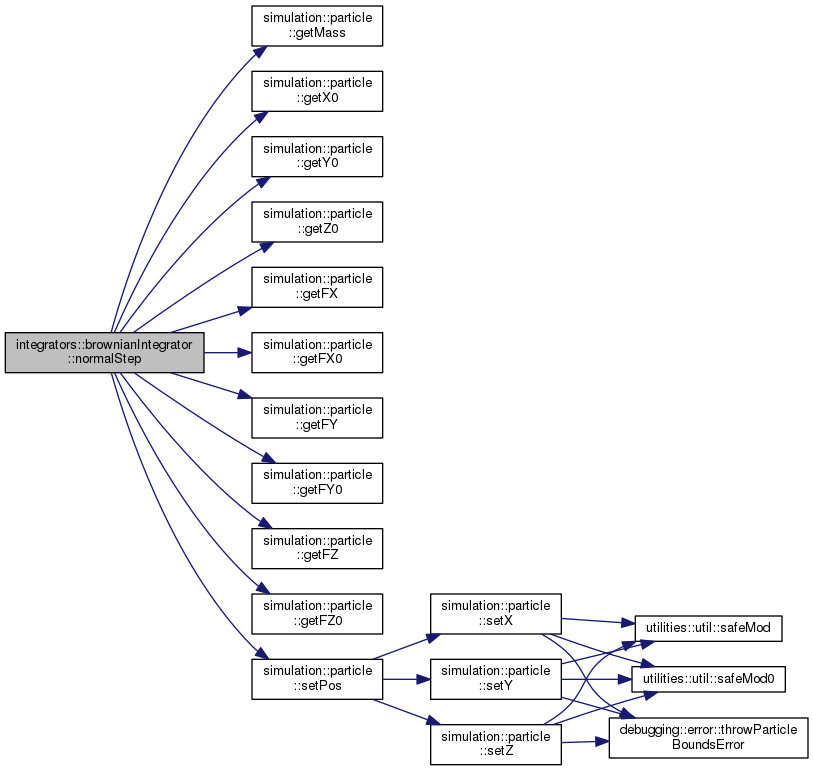 simulation::particle
::getMass
simulation::particle
::getX0
simulation::particle
::getY0
simulation::particle
::getZ0
simulation::particle
::getFX
integrators::brownianIntegrator
::normalStep
simulation::particle
::getFX0
simulation::particle
::getFY
simulation::particle
::getFY0
simulation::particle
::getFZ
simulation::particle
::getFZ0
simulation::particle
::setPos
simulation::particle
::setX
simulation::particle
::setY
simulation::particle
::setZ
utilities::util::safeMod
utilities::util::safeMod0
debugging::error::throwParticle
BoundsError